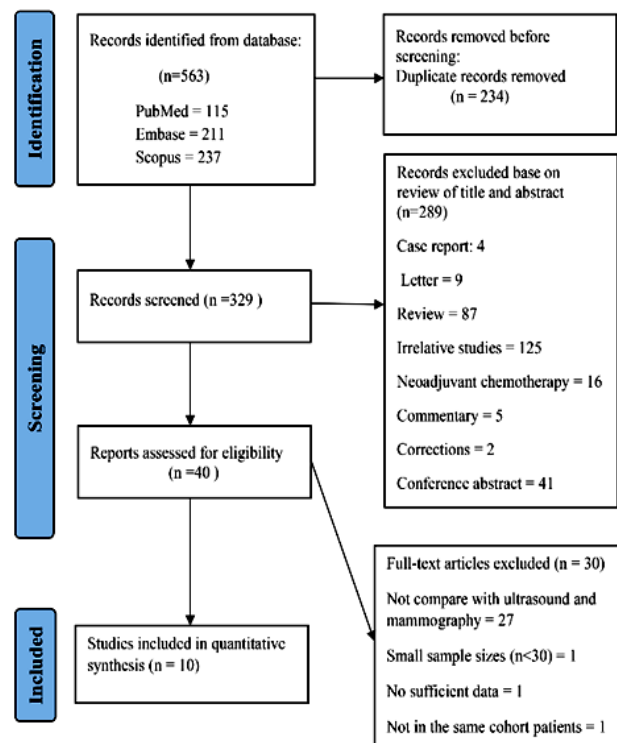 Identification
Records identified from database:
(n=563)
PubMed = 115
Embase = 211
Scopus = 237
Records removed before
screening:
Duplicate records removed
(n = 234)
Screening
Records screened (n =329 )
Records excluded base on
review of title and abstract
(n=289)
Case report: 4
Letter = 9
Review = 87
Irrelative studies = 125
Neoadjuvant chemotherapy = 16
Commentary = 5
Corrections = 2
Conference abstract = 41
Reports assessed for eligibility
(n =40 )
Full-text articles excluded (n = 30)
Not compare with ultrasound and
mammography = 27
Small sample sizes (n<30) = 1
No sufficient data = 1
Not in the same cohort patients = 1
Included
Studies included in quantitative
synthesis (n = 10)